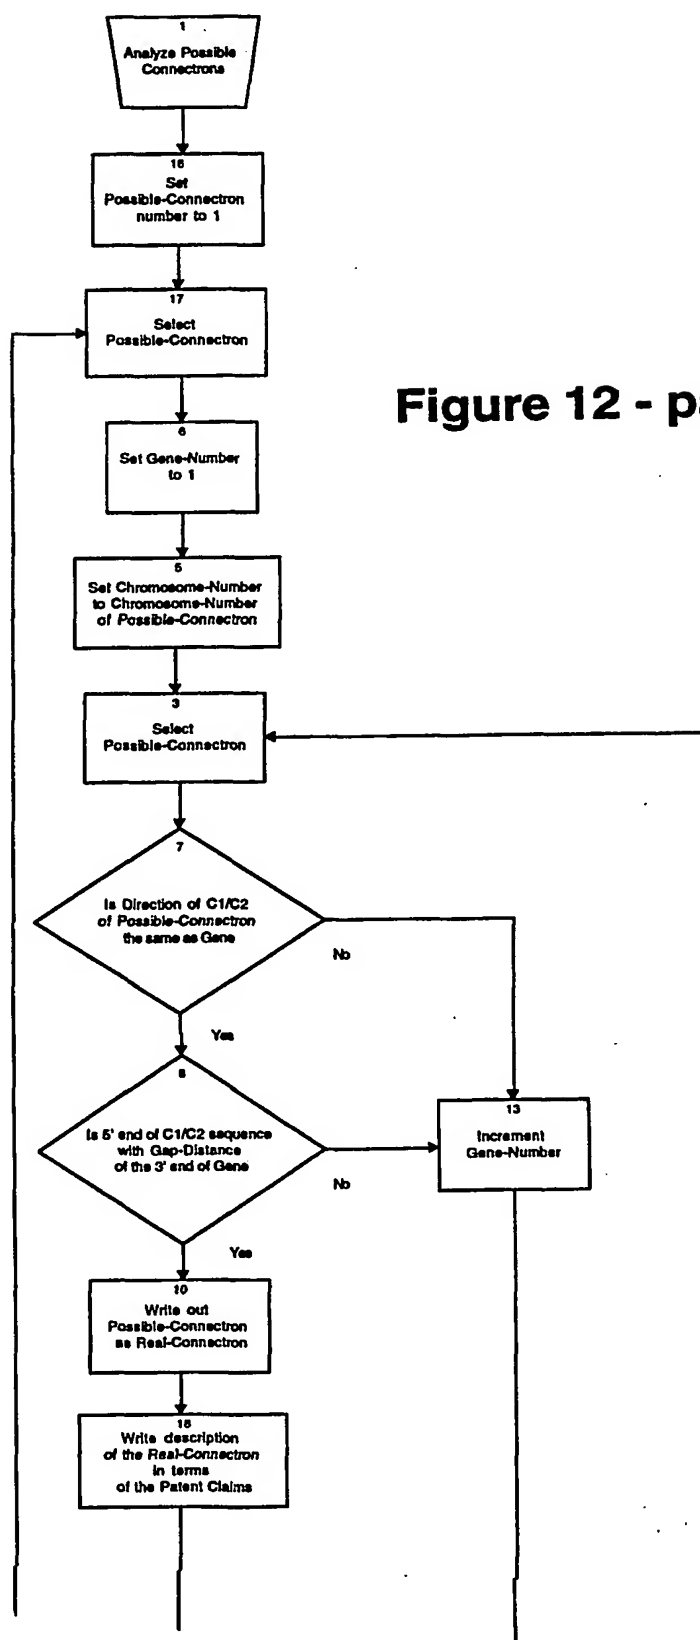 1
Analyze Possible
Connectrons
16
Set
Possible-Connectron
number to 1
17
Select
Possible-Connectron
Figure 12 - pa
6
Set Gene-Number
to 1
5
Set Chromosome-Number
to Chromosome-Number
of Possible-Connectron
3
Select
Possible-Connectron
7
Is Direction of C1/C2
of Possible-Connectron
the same as Gene
No
Yes
8
Is 5' end of C1/C2 sequence
with Gap-Distance
of the 3' end of Gene
No
Yes
13
Increment
Gene-Number
10
Write out
Possible-Connectron
as Real-Connectron
18
Write description
of the Real-Connectron
in terms
of the Patent Claims